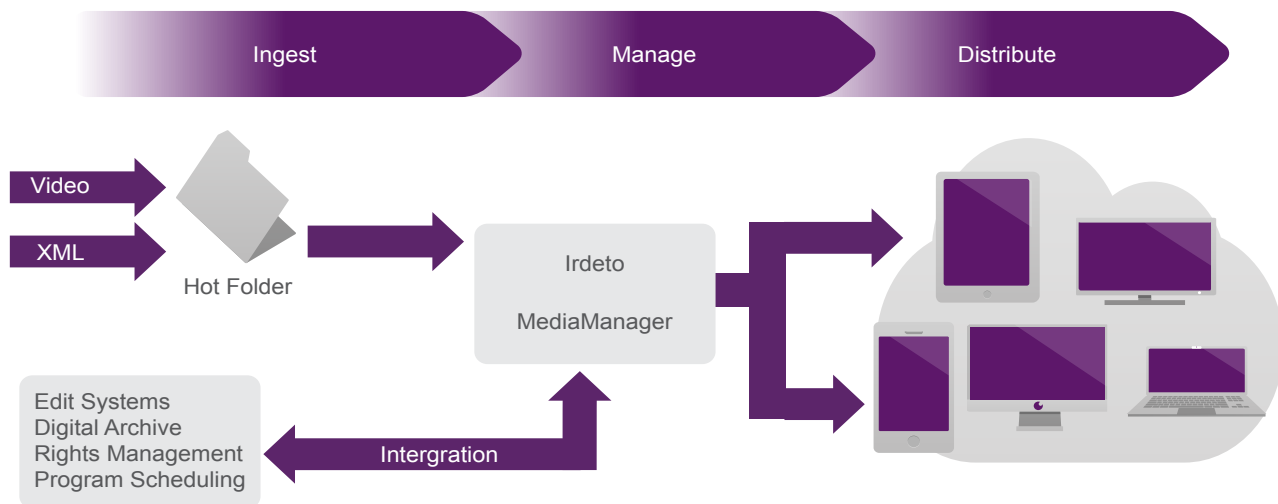 Ingest
Manage
Distribute
Video
XML
Hot Folder
Irdeto
MediaManager
Edit Systems
Digital Archive
Rights Management
Program Scheduling
Intergration